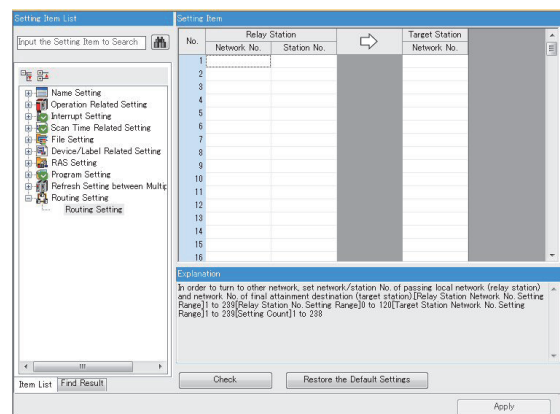 Setting Item List
Input the Setting Item to Search
Name Setting
Operation Related Setting
Interrupt Setting
Scan Time Related Setting
File Setting
Device/Label Related Setting
RAS Setting
Program Setting
Refresh Setting between Multip
Routing Setting
Routing Setting
Item List
Find Result
Setting Item
No.
Relay Station
Target Station
Network No.
Station No.
Network No.
1
2
3
4
5
6
7
8
9
10
11
12
13
14
15
16
Explanation
In order to turn to other network, set network/station No. of passing local network (relay station)
and network No. of final attainment destination (target station).[Relay Station Network No. Setting
Range]1 to 239[Relay Station No. Setting Range]0 to 120[Target Station Network No. Setting
Range]1 to 239[Setting Count]1 to 238
Check
Restore the Default Settings
Apply